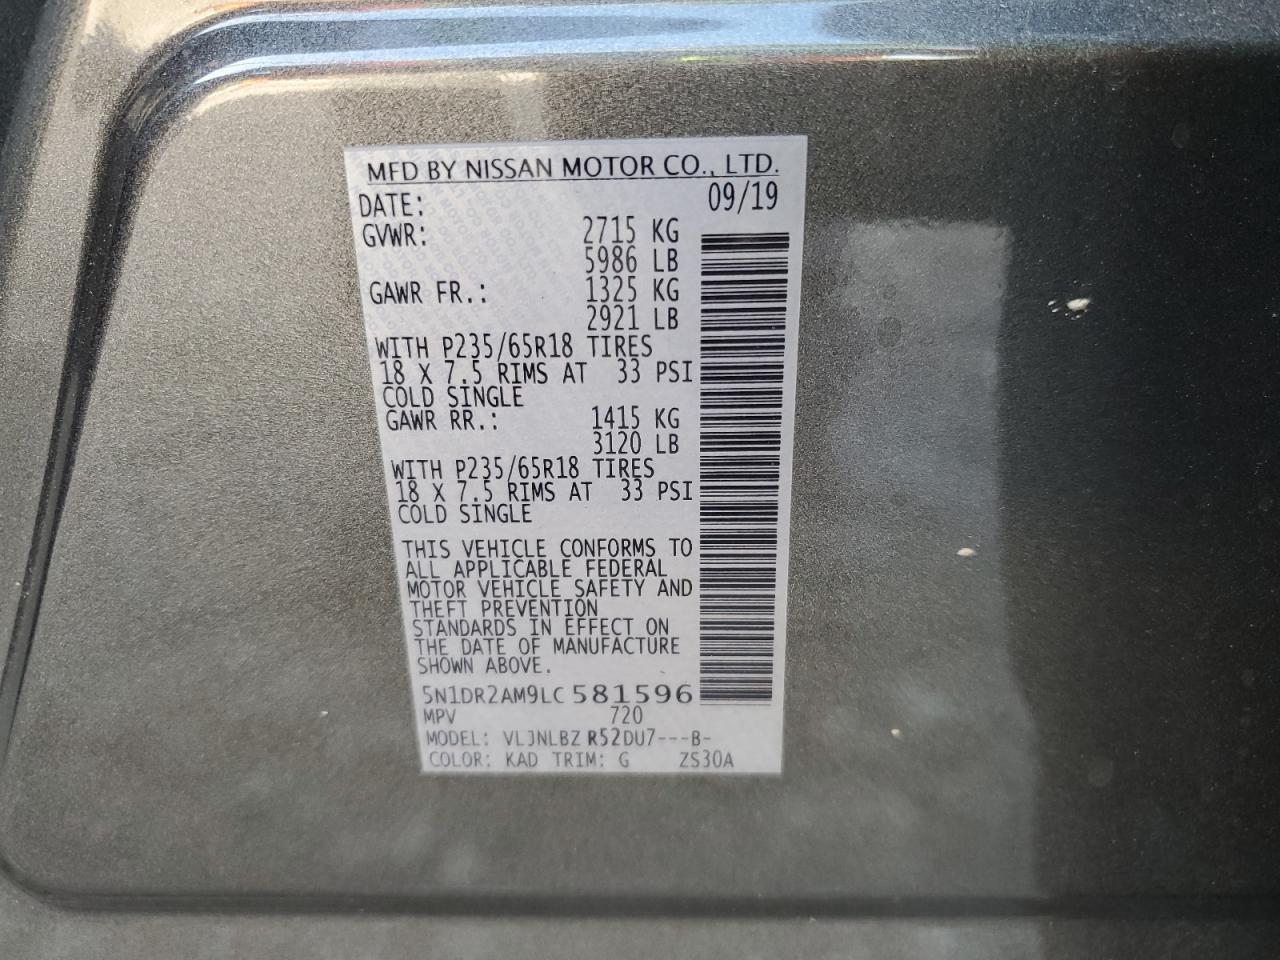 MFD BY NISSAN MOTOR CO., LTD.
DATE: 09/19
GVWR: 2715 KG
5986 LB
GAWR FR.: 1325 KG
2921 LB
WITH P235/65R18 TIRES
18 X 7.5 RIMS AT 33 PSI
COLD SINGLE
GAWR RR.: 1415 KG
3120 LB
WITH P235/65R18 TIRES
18 X 7.5 RIMS AT 33 PSI
COLD SINGLE
THIS VEHICLE CONFORMS TO
ALL APPLICABLE FEDERAL
MOTOR VEHICLE SAFETY AND
THEFT PREVENTION
STANDARDS IN EFFECT ON
THE DATE OF MANUFACTURE
SHOWN ABOVE.
5N1DR2AM9LC 581596
MPV 720
MODEL: VLJNLBZ R52DU7---B-
COLOR: KAD TRIM: G ZS30A